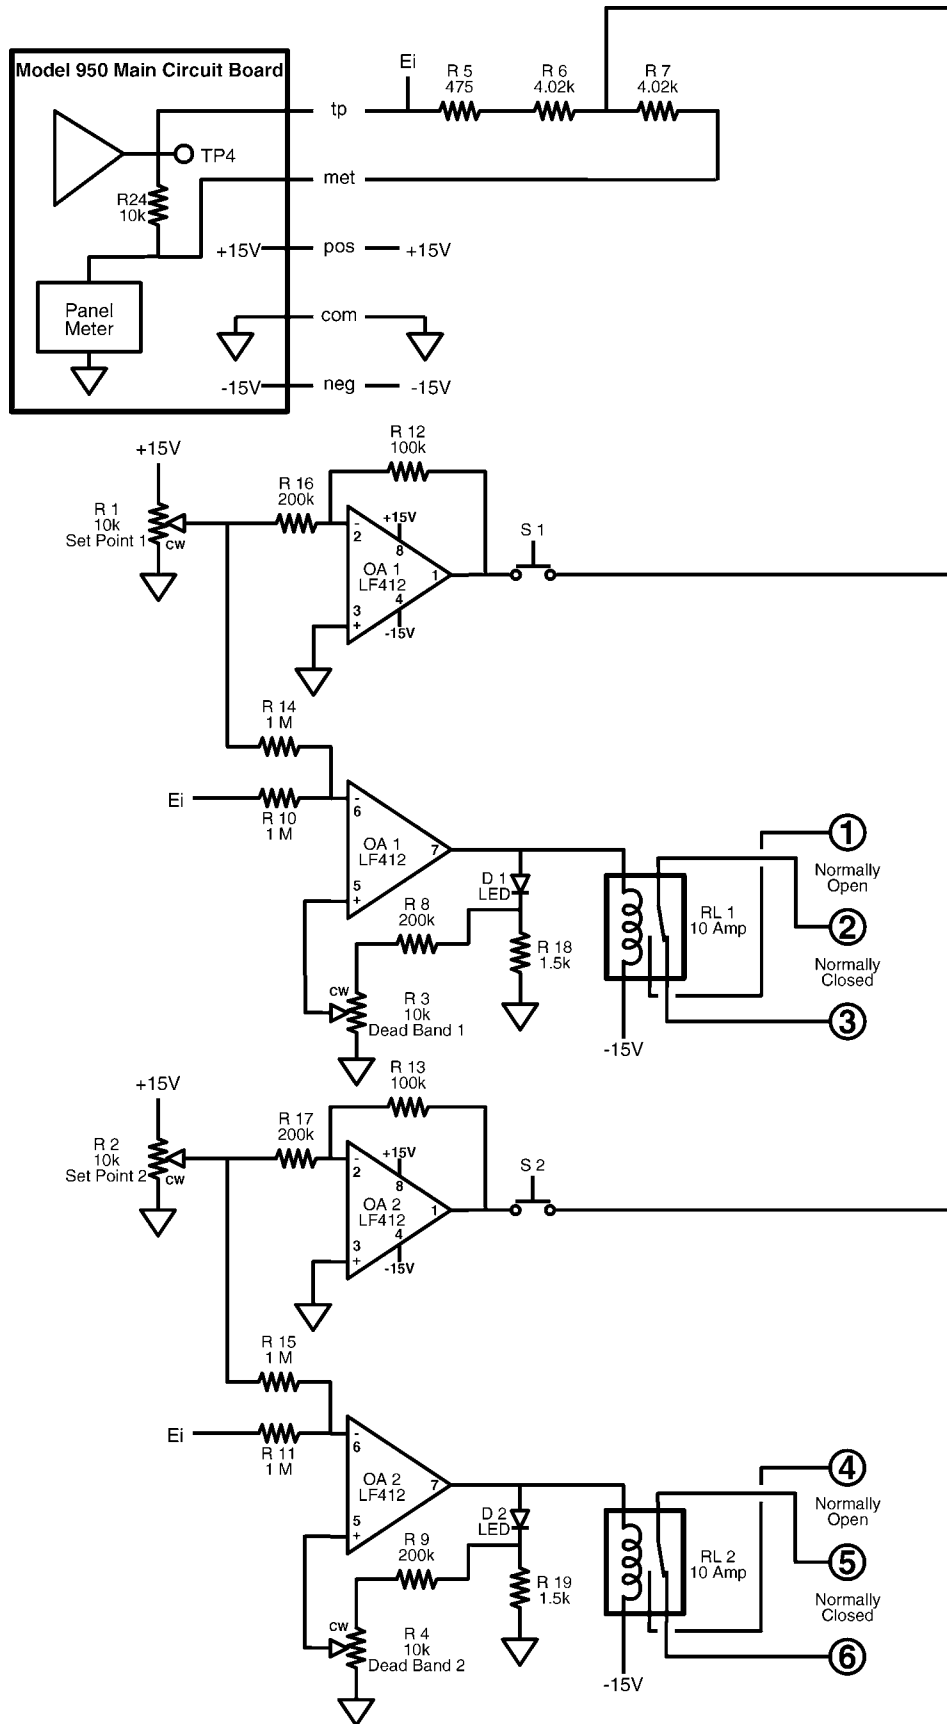 Model 950 Main Circuit Board
Ei
R 5
475
R 6
4.02k
R 7
4.02k
tp
TP4
met
R24
10k
+15V
pos
+15V
Panel
Meter
com
-15V
neg
-15V
+15V
R 12
100k
R 16
200k
R 1
10k
Set Point 1
CW
-
2
+15V
8
S 1
OA 1
LF412
1
4
3
+
-15V
R 14
1 M
Ei
R 10
1 M
-
6
OA 1
LF412
7
5
+
D 1
LED
R 8
200k
R 18
1.5k
CW
R 3
10k
Dead Band 1
RL 1
10 Amp
-15V
1
Normally
Open
2
Normally
Closed
3
+15V
R 13
100k
R 17
200k
R 2
10k
Set Point 2
CW
-
2
+15V
8
S 2
OA 2
LF412
1
4
3
+
-15V
R 15
1 M
Ei
R 11
1 M
-
6
OA 2
LF412
7
5
+
D 2
LED
R 9
200k
R 19
1.5k
CW
R 4
10k
Dead Band 2
RL 2
10 Amp
-15V
4
Normally
Open
5
Normally
Closed
6